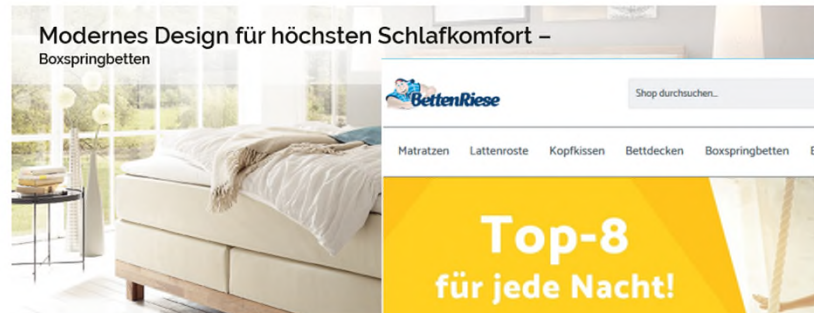 Modernes Design für höchsten Schlafkomfort –
Boxspringbetten
BettenRiese
Shop durchsuchen...
Matratzen Lattenroste Kopfkissen Bettdecken Boxspringbetten
Top-8
für jede Nacht!